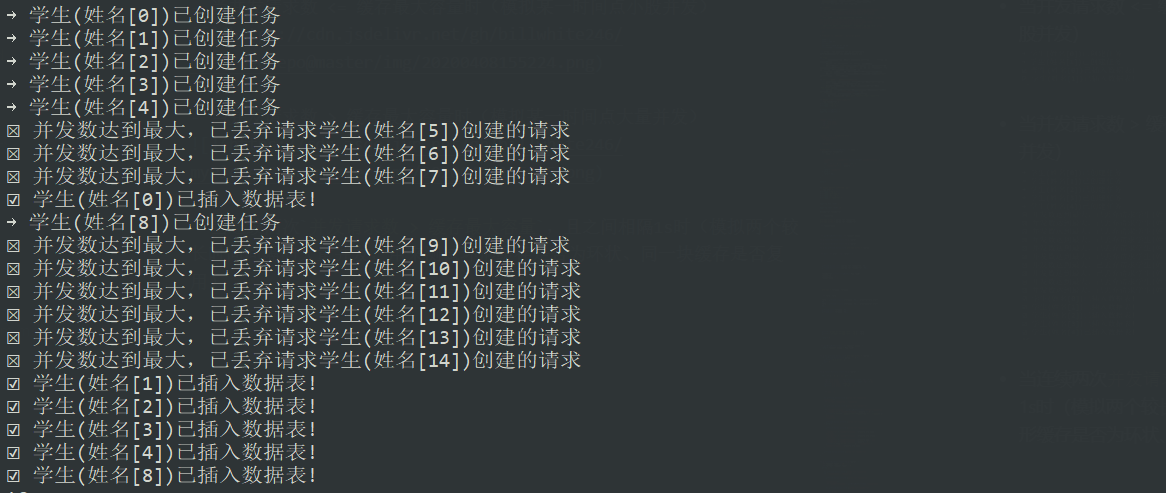 → 学生(姓名[0])已创建任务
→ 学生(姓名[1])已创建任务
→ 学生(姓名[2])已创建任务
→ 学生(姓名[3])已创建任务
→ 学生(姓名[4])已创建任务
☒ 并发数达到最大，已丢弃请求学生(姓名[5])创建的请求
☒ 并发数达到最大，已丢弃请求学生(姓名[6])创建的请求
☒ 并发数达到最大，已丢弃请求学生(姓名[7])创建的请求
☑ 学生(姓名[0])已插入数据表!
→ 学生(姓名[8])已创建任务
☒ 并发数达到最大，已丢弃请求学生(姓名[9])创建的请求
☒ 并发数达到最大，已丢弃请求学生(姓名[10])创建的请求
☒ 并发数达到最大，已丢弃请求学生(姓名[11])创建的请求
☒ 并发数达到最大，已丢弃请求学生(姓名[12])创建的请求
☒ 并发数达到最大，已丢弃请求学生(姓名[13])创建的请求
☒ 并发数达到最大，已丢弃请求学生(姓名[14])创建的请求
☑ 学生(姓名[1])已插入数据表!
☑ 学生(姓名[2])已插入数据表!
☑ 学生(姓名[3])已插入数据表!
☑ 学生(姓名[4])已插入数据表!
☑ 学生(姓名[8])已插入数据表!